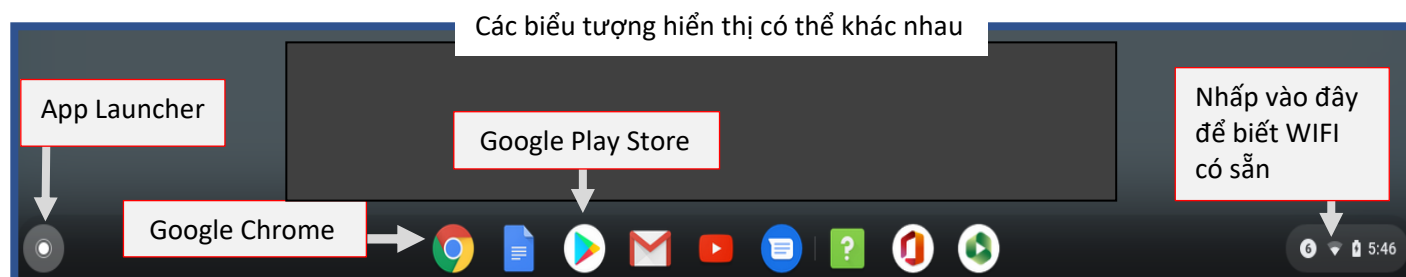 Các biểu tượng hiển thị có thể khác nhau
App Launcher
Google Play Store
Nhấp vào đây
để biết WIFI
có sẵn
Google Chrome
?
6 5:46